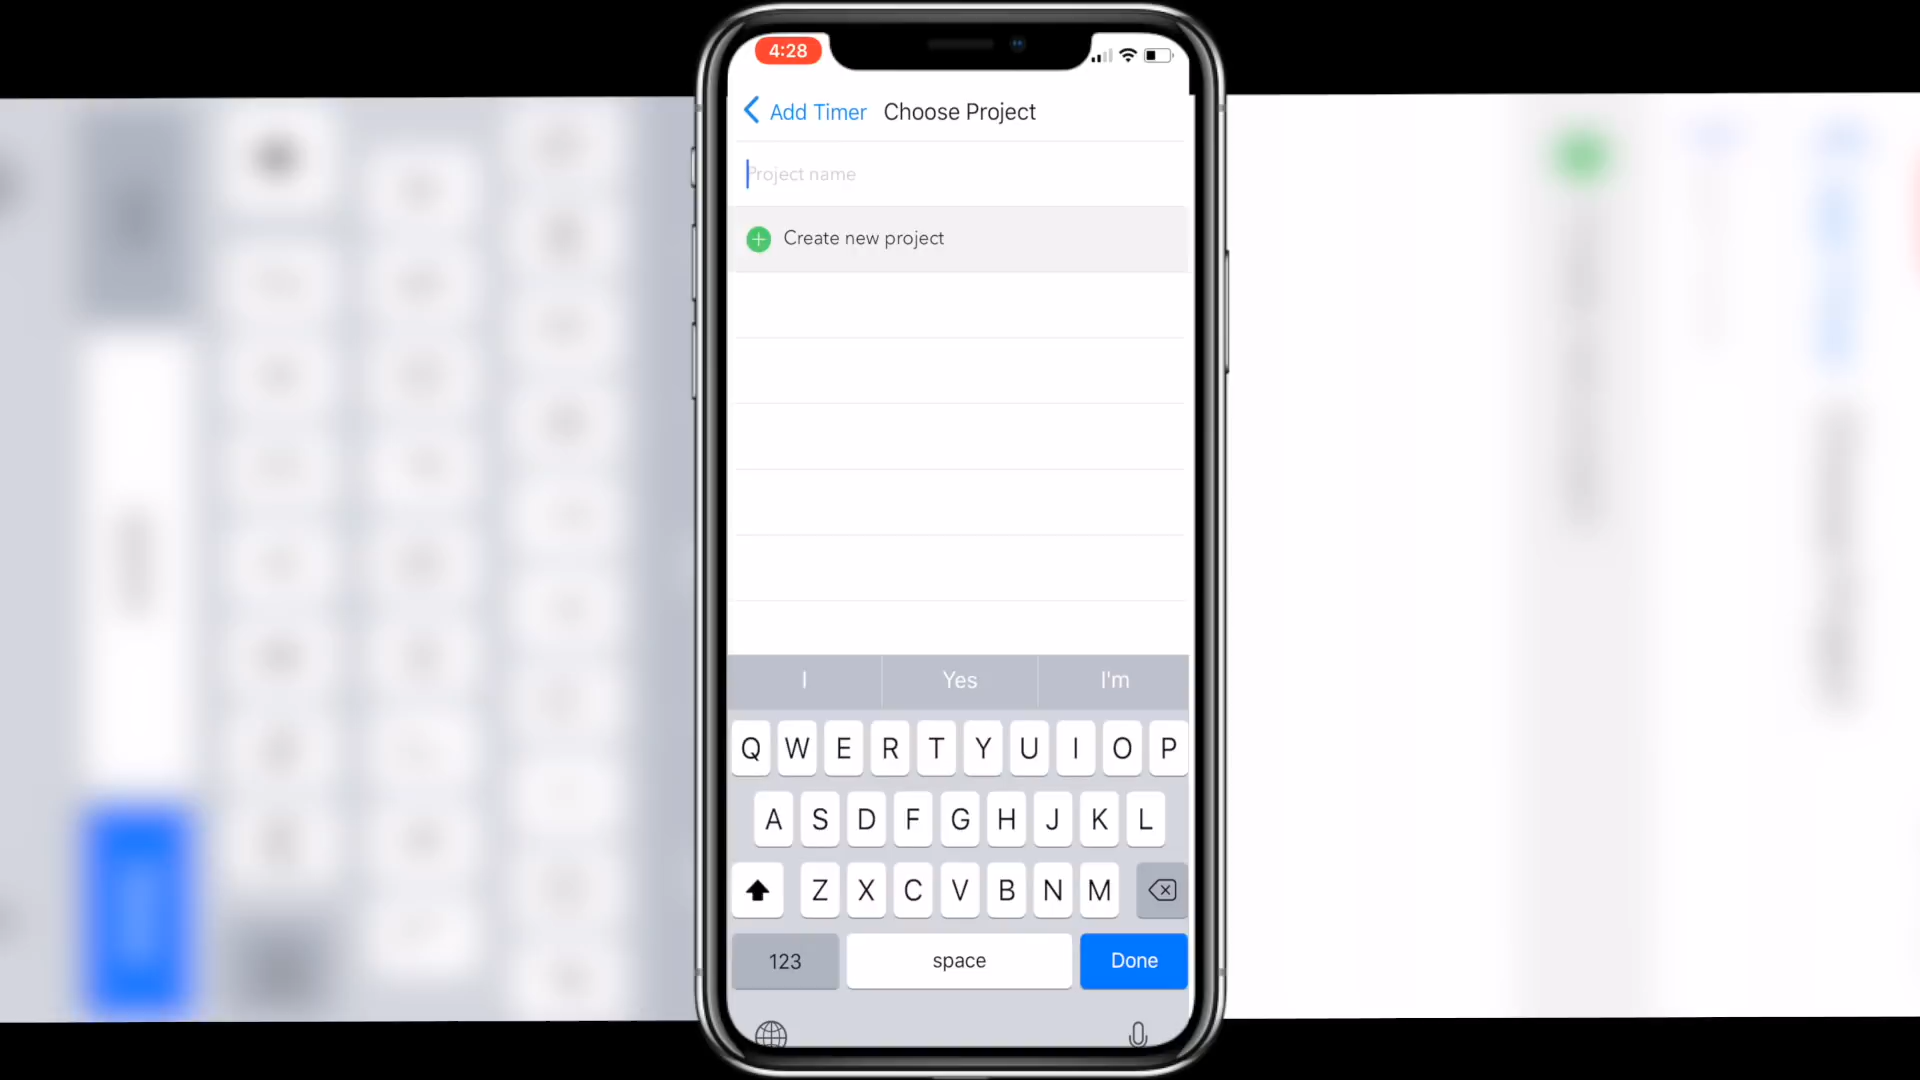 4:28
Add Timer Choose Project
Project name
Create new project
I Yes I'm
Q W E R T Y U I O P
A S D F G H J K L
Z X C V B N M
123 space Done